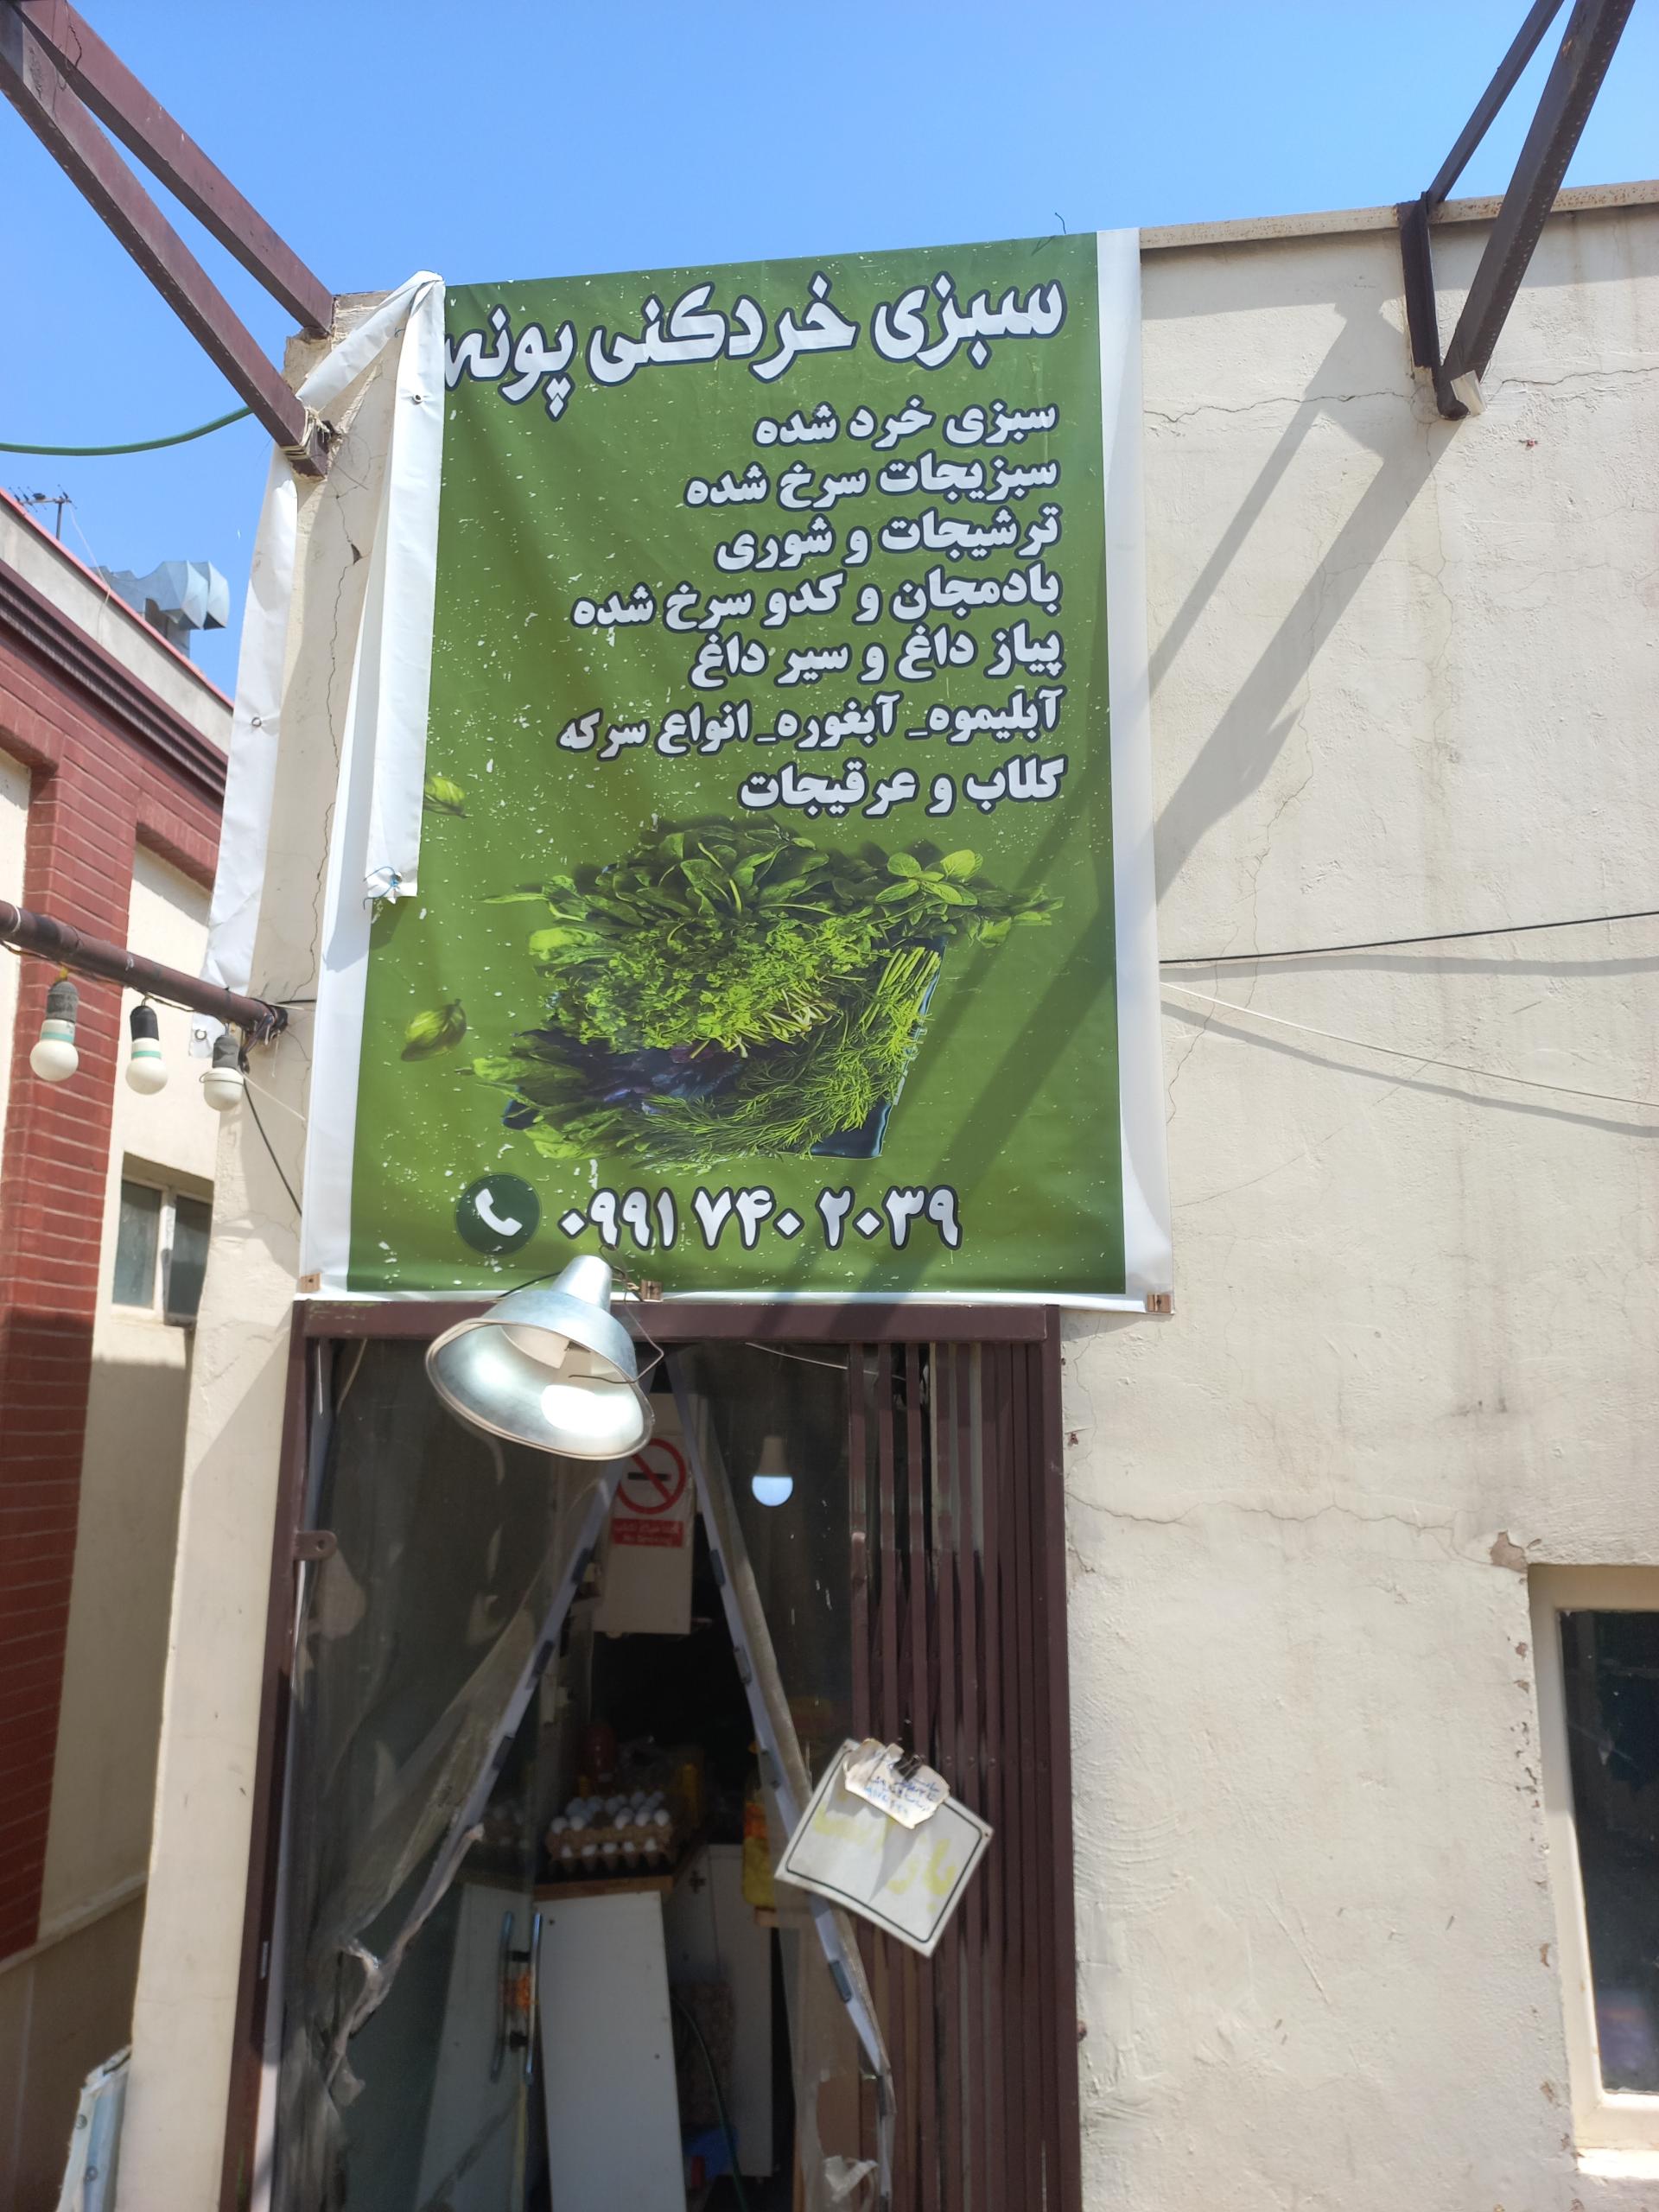 سبزی خردکنی پونه
سبزی خرد شده
سبزیجات سرخ شده
ترشیجات و شوری
بادمجان و کدو سرخ شده
پیاز داغ و سیر داغ
آبلیموه_ آبغوره_ انواع سرکه
گلاب و عرقیجات
۰۹۹۱ ۷۴۰ ۲۰۳۹